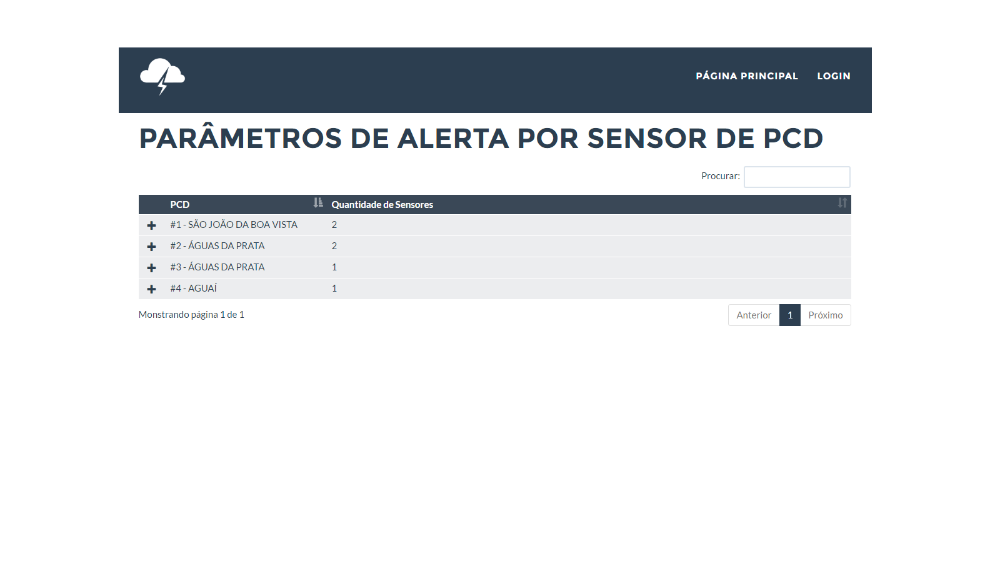 PÁGINA PRINCIPAL LOGIN
PARÂMETROS DE ALERTA POR SENSOR DE PCD
Procurar:
PCD Quantidade de Sensores
#1 - SÃO JOÃO DA BOA VISTA 2
#2 - ÁGUAS DA PRATA 2
#3 - ÁGUAS DA PRATA 1
#4 - AGUAÍ 1
Monstrando página 1 de 1 Anterior 1 Próximo